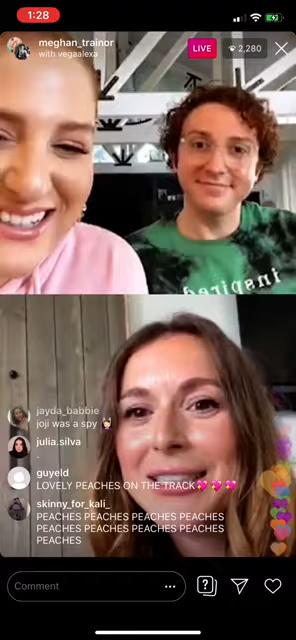 1:28
meghan_trainor
with vegaalexa
LIVE
2,280
inspired
jayda_babbie
joji was a spy
julia.silva
.
guyeld
LOVELY PEACHES ON THE TRACK
skinny_for_kali_
PEACHES PEACHES PEACHES PEACHES
PEACHES PEACHES PEACHES PEACHES
PEACHES
Comment